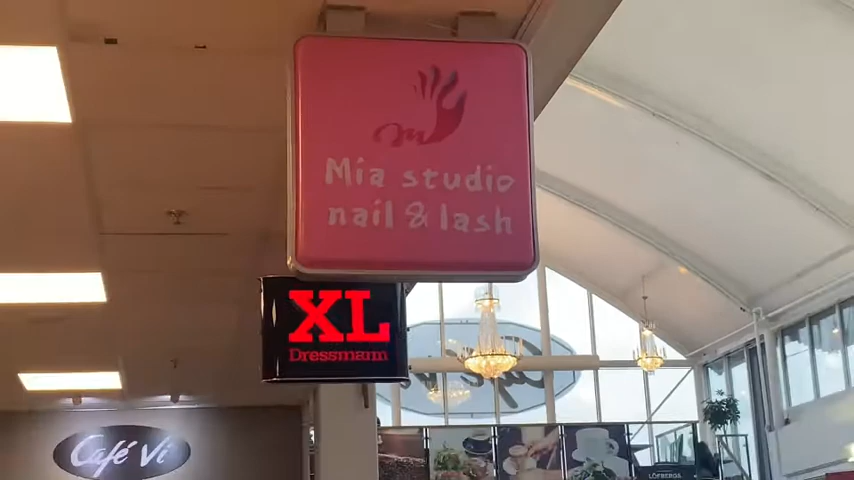 Mia studio
nail & lash
XL
Dressmann
Café Vi
LÖFBERGS